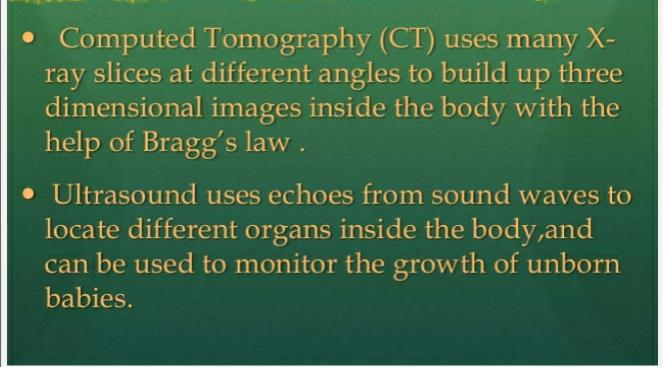 • Computed Tomography (CT) uses many X-
ray slices at different angles to build up three
dimensional images inside the body with the
help of Bragg’s law .
• Ultrasound uses echoes from sound waves to
locate different organs inside the body,and
can be used to monitor the growth of unborn
babies.